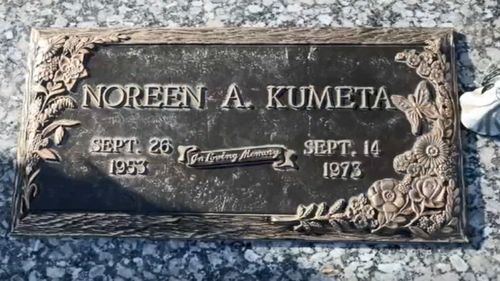 NOREEN A. KUMETA
SEPT. 26 In Loving Memory SEPT. 14
1953 1973